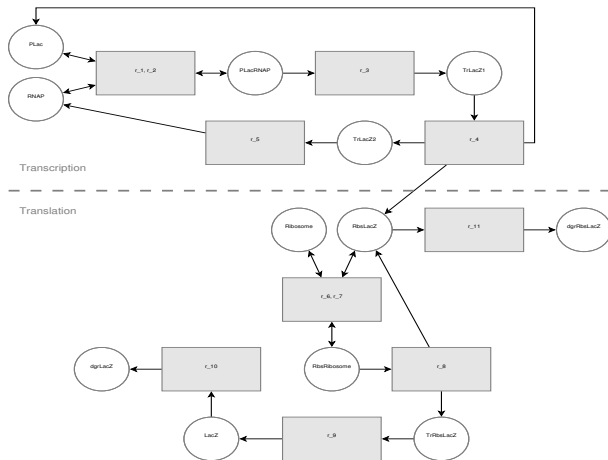 PLac
r_1, r_2
PLacRNAP
r_3
TrLacZ1
RNAP
r_5
TrLacZ2
r_4
Transcription
Translation
Ribosome
RbsLacZ
r_11
dgrRbsLacZ
r_6, r_7
dgrLacZ
r_10
RbsRibosome
r_8
LacZ
r_9
TrRbsLacZ